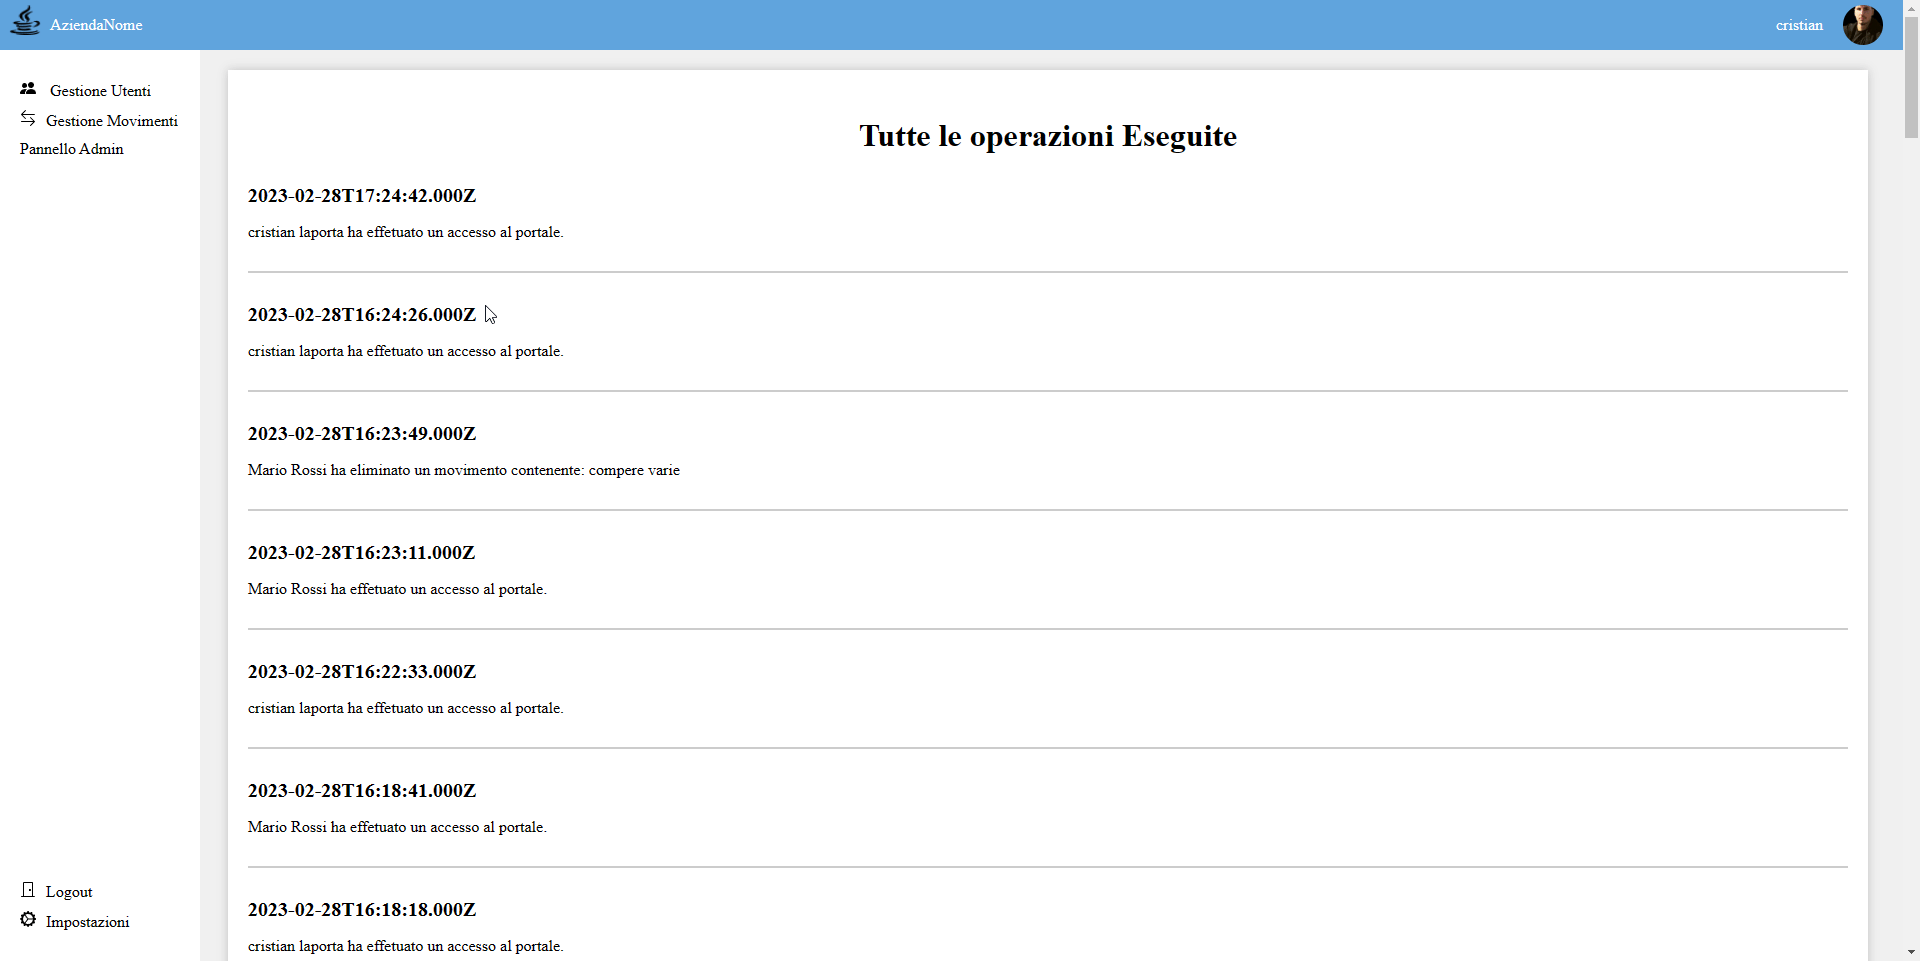 AziendaNome
cristian
Gestione Utenti
Gestione Movimenti
Pannello Admin
Logout
Impostazioni
Tutte le operazioni Eseguite
2023-02-28T17:24:42.000Z
cristian laporta ha effetuato un accesso al portale.
2023-02-28T16:24:26.000Z
cristian laporta ha effetuato un accesso al portale.
2023-02-28T16:23:49.000Z
Mario Rossi ha eliminato un movimento contenente: compere varie
2023-02-28T16:23:11.000Z
Mario Rossi ha effetuato un accesso al portale.
2023-02-28T16:22:33.000Z
cristian laporta ha effetuato un accesso al portale.
2023-02-28T16:18:41.000Z
Mario Rossi ha effetuato un accesso al portale.
2023-02-28T16:18:18.000Z
cristian laporta ha effetuato un accesso al portale.